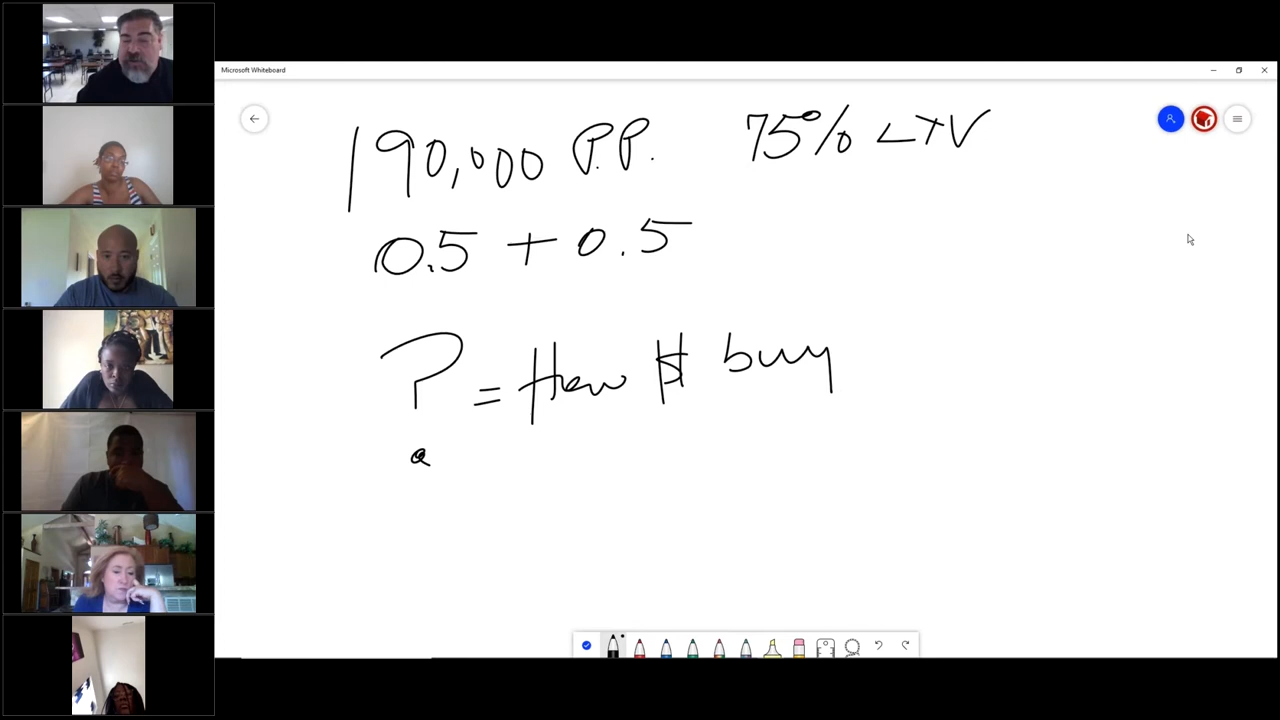 Microsoft Whiteboard
190,000 P.P. 75% LTV
0.5 + 0.5
? = How $ buy